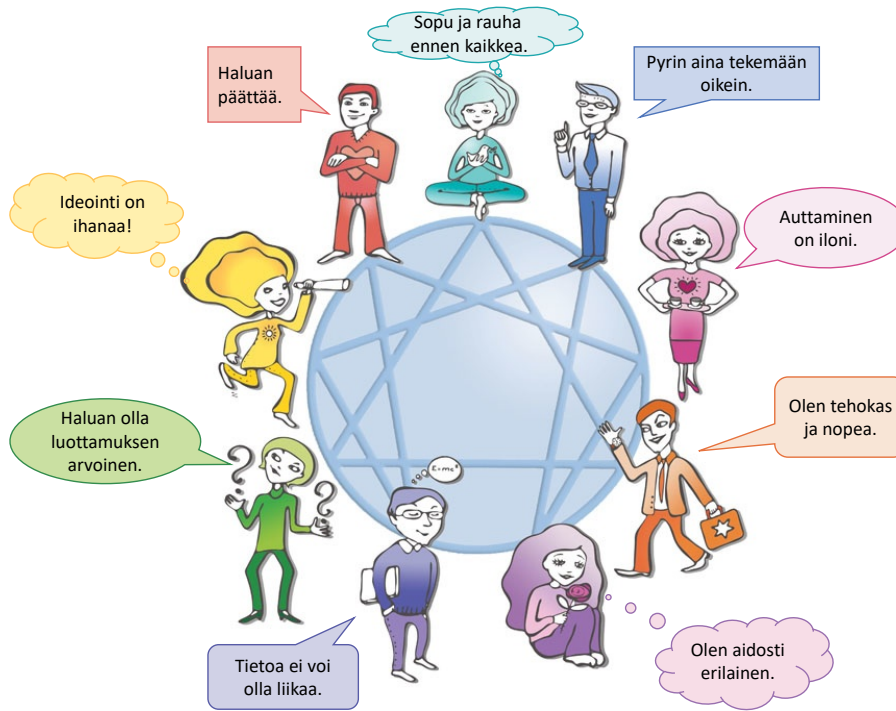 Sopu ja rauha
ennen kaikkea.
Haluan
päättää.
Pyrin aina tekemään
oikein.
Ideointi on
ihanaa!
Auttaminen
on iloni.
Haluan olla
luottamuksen
arvoinen.
Olen tehokas
ja nopea.
E=mc²
Tietoa ei voi
olla liikaa.
Olen aidosti
erilainen.
? ?